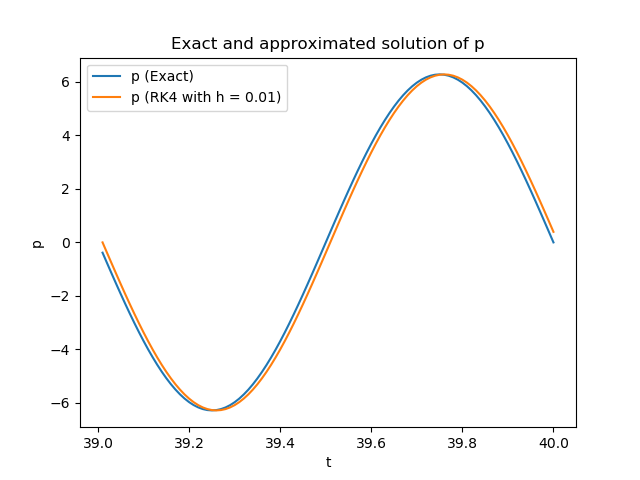 Exact and approximated solution of p
p (Exact)
p (RK4 with h = 0.01)
6
4
2
0
−2
−4
−6
p
39.0 39.2 39.4 39.6 39.8 40.0
t